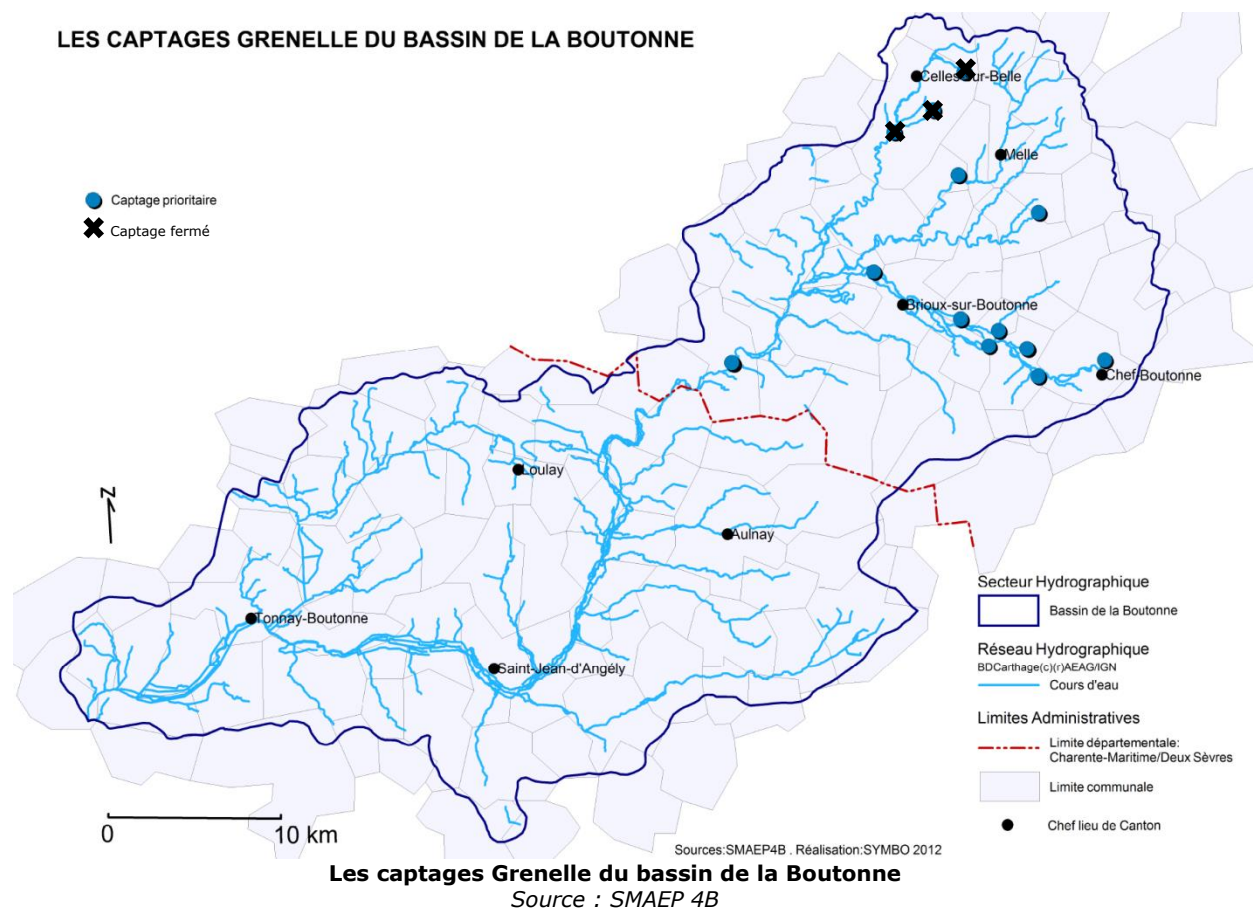 LES CAPTAGES GRENELLE DU BASSIN DE LA BOUTONNE
Celles-sur-Belle
Melle
Captage prioritaire
Captage fermé
Brioux-sur-Boutonne
Chef-Boutonne
Loulay
N
Aulnay
Secteur Hydrographique
Bassin de la Boutonne
Tonnay-Boutonne
Réseau Hydrographique
BDCarthage(c)(r)AEAG/IGN
Cours d'eau
Saint-Jean-d'Angély
Limites Administratives
Limite départementale:
Charente-Maritime/Deux Sèvres
Limite communale
0 10 km
Chef lieu de Canton
Sources:SMAEP4B . Réalisation:SYMBO 2012
Les captages Grenelle du bassin de la Boutonne
Source : SMAEP 4B